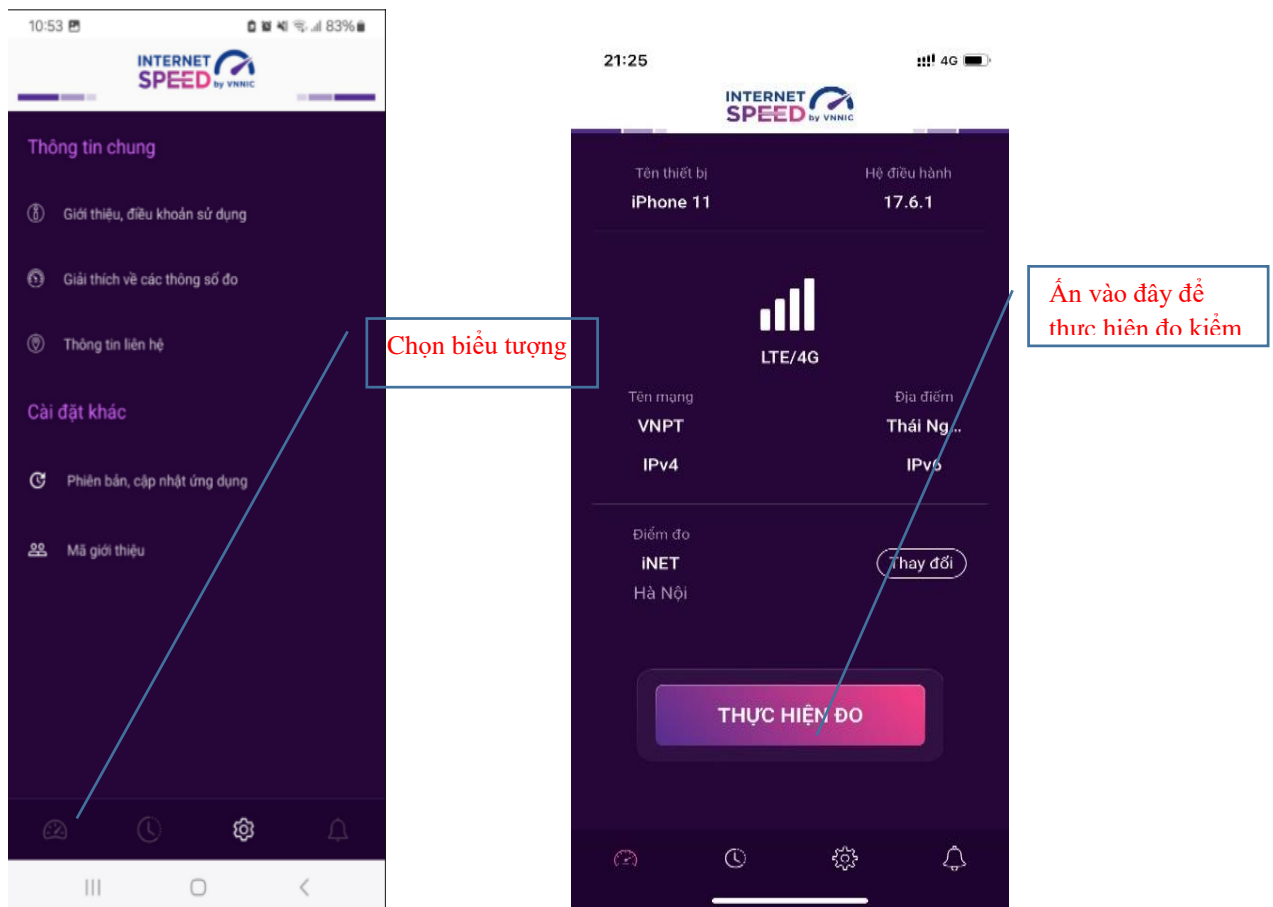 10:53
83%
INTERNET
SPEED by VNNIC
Thông tin chung
Giới thiệu, điều khoản sử dụng
Giải thích về các thông số đo
Thông tin liên hệ
Cài đặt khác
Phiên bản, cập nhật ứng dụng
Mã giới thiệu
Chọn biểu tượng
21:25
4G
INTERNET
SPEED by VNNIC
Tên thiết bị
Hệ điều hành
iPhone 11
17.6.1
LTE/4G
Tên mạng
Địa điểm
VNPT
Thái Ng...
IPv4
IPv6
Điểm đo
iNET
Thay đổi
Hà Nội
THỰC HIỆN ĐO
Ấn vào đây để
thực hiện đo kiểm